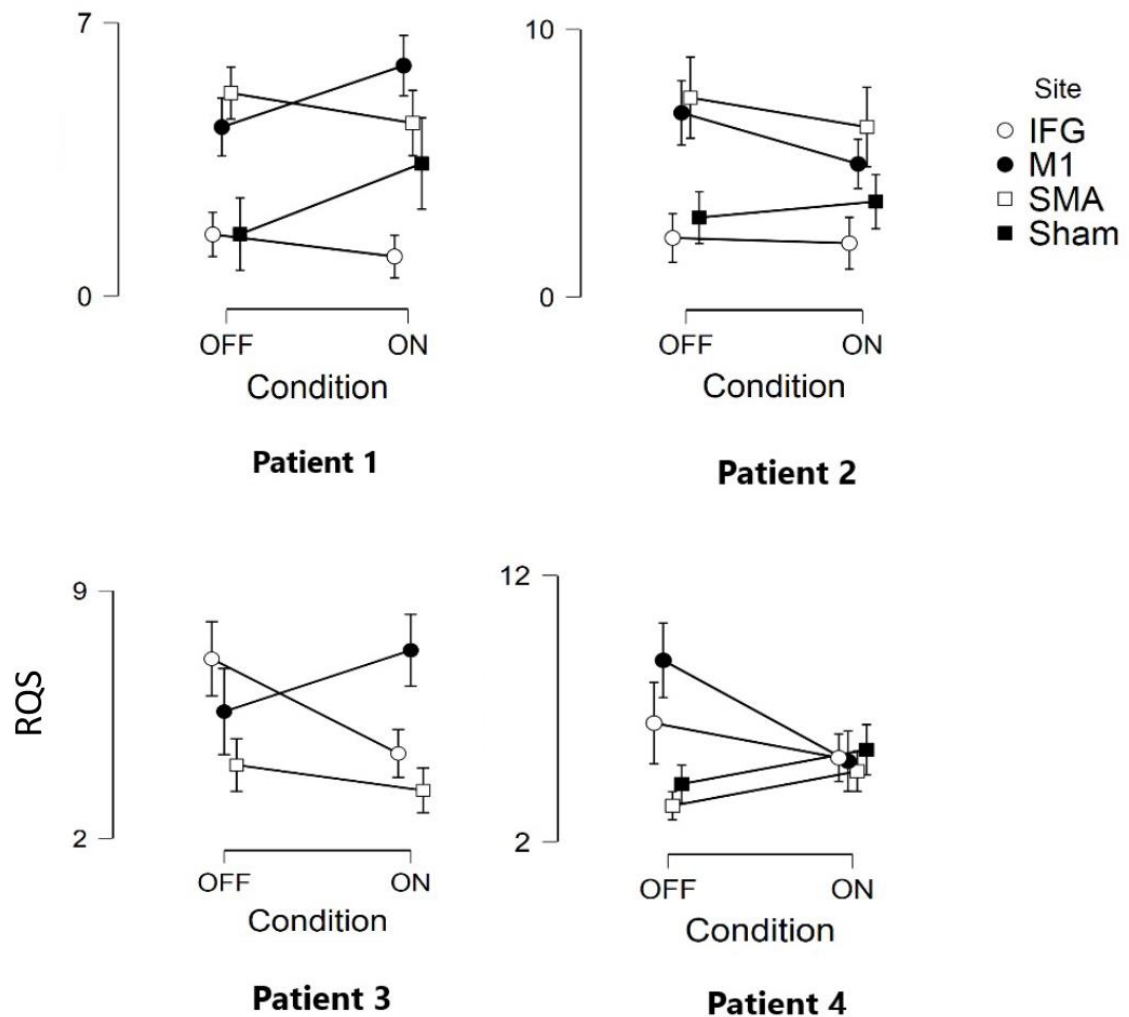 7
0
OFF ON
Condition
Patient 1
10
0
OFF ON
Condition
Patient 2
Site
IFG
M1
SMA
Sham
RQS
9
2
OFF ON
Condition
Patient 3
12
2
OFF ON
Condition
Patient 4